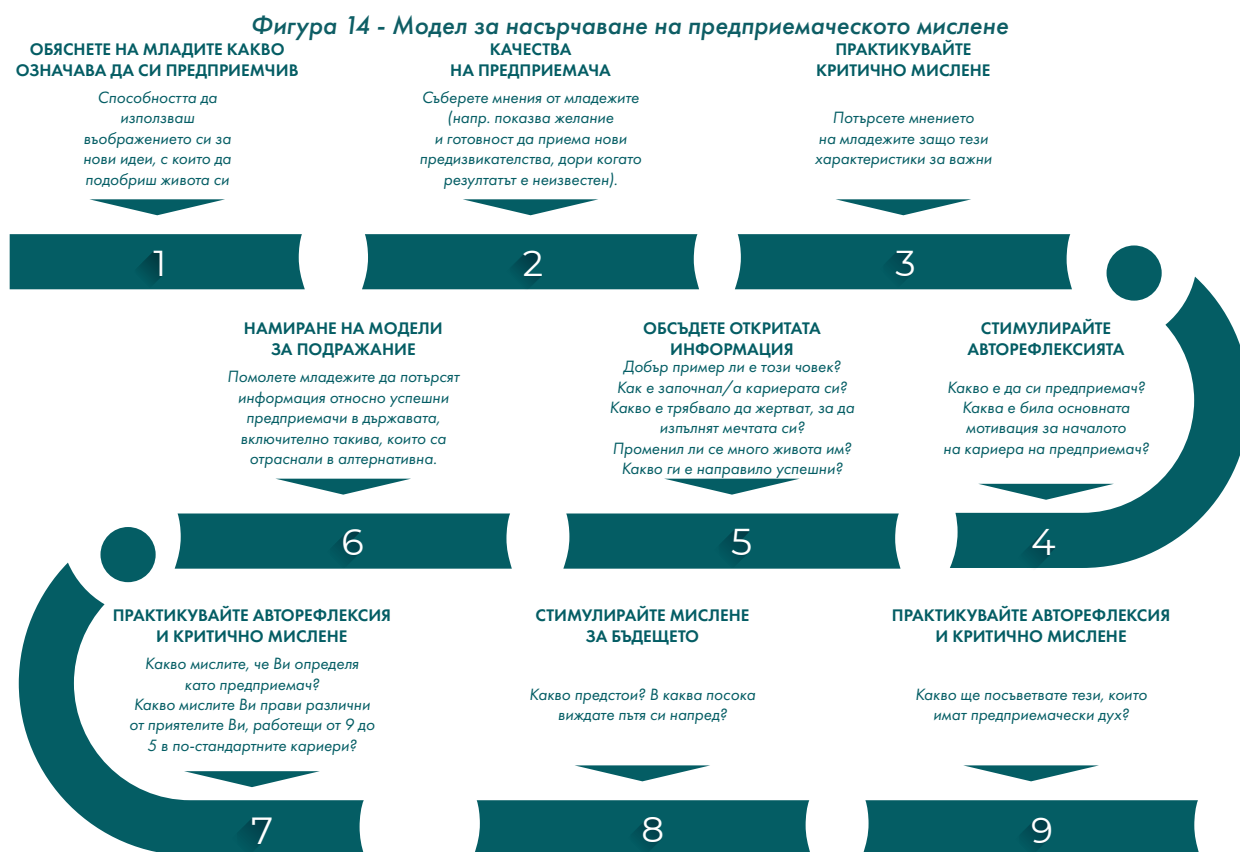 Фигура 14 - Модел за насърчаване на предприемаческото мислене
ОБЯСНЕТЕ НА МЛАДИТЕ КАКВО
ОЗНАЧАВА ДА СИ ПРЕДПРИЕМЧИВ
Способността да
използваш
въображението си за
нови идеи, с които да
подобриш живота си
1
КАЧЕСТВА
НА ПРЕДПРИЕМАЧА
Съберете мнения от младежите
(напр. показва желание
и готовност да приема нови
предизвикателства, дори когато
резултатът е неизвестен).
2
ПРАКТИКУВАЙТЕ
КРИТИЧНО МИСЛЕНЕ
Потърсете мнението
на младежите защо тези
характеристики за важни
3
СТИМУЛИРАЙТЕ
АВТОРЕФЛЕКСИЯТА
Какво е да си предприемач?
Каква е била основната
мотивация за началото
на кариера на предприемач?
4
ОБСЪДЕТЕ ОТКРИТАТА
ИНФОРМАЦИЯ
Добър пример ли е този човек?
Как е започнал/а кариерата си?
Какво е трябвало да жертват, за да
изпълнят мечтата си?
Променил ли се много живота им?
Какво ги е направило успешни?
5
НАМИРАНЕ НА МОДЕЛИ
ЗА ПОДРАЖАНИЕ
Помолете младежите да потърсят
информация относно успешни
предприемачи в държавата,
включително такива, които са
отраснали в алтернативна.
6
ПРАКТИКУВАЙТЕ АВТОРЕФЛЕКСИЯ
И КРИТИЧНО МИСЛЕНЕ
Какво мислите, че Ви определя
като предприемач?
Какво мислите Ви прави различни
от приятелите Ви, работещи от 9 до
5 в по-стандартните кариери?
7
СТИМУЛИРАЙТЕ МИСЛЕНЕ
ЗА БЪДЕЩЕТО
Какво предстои? В каква посока
виждате пътя си напред?
8
ПРАКТИКУВАЙТЕ АВТОРЕФЛЕКСИЯ
И КРИТИЧНО МИСЛЕНЕ
Какво ще посъветвате тези, които
имат предприемачески дух?
9